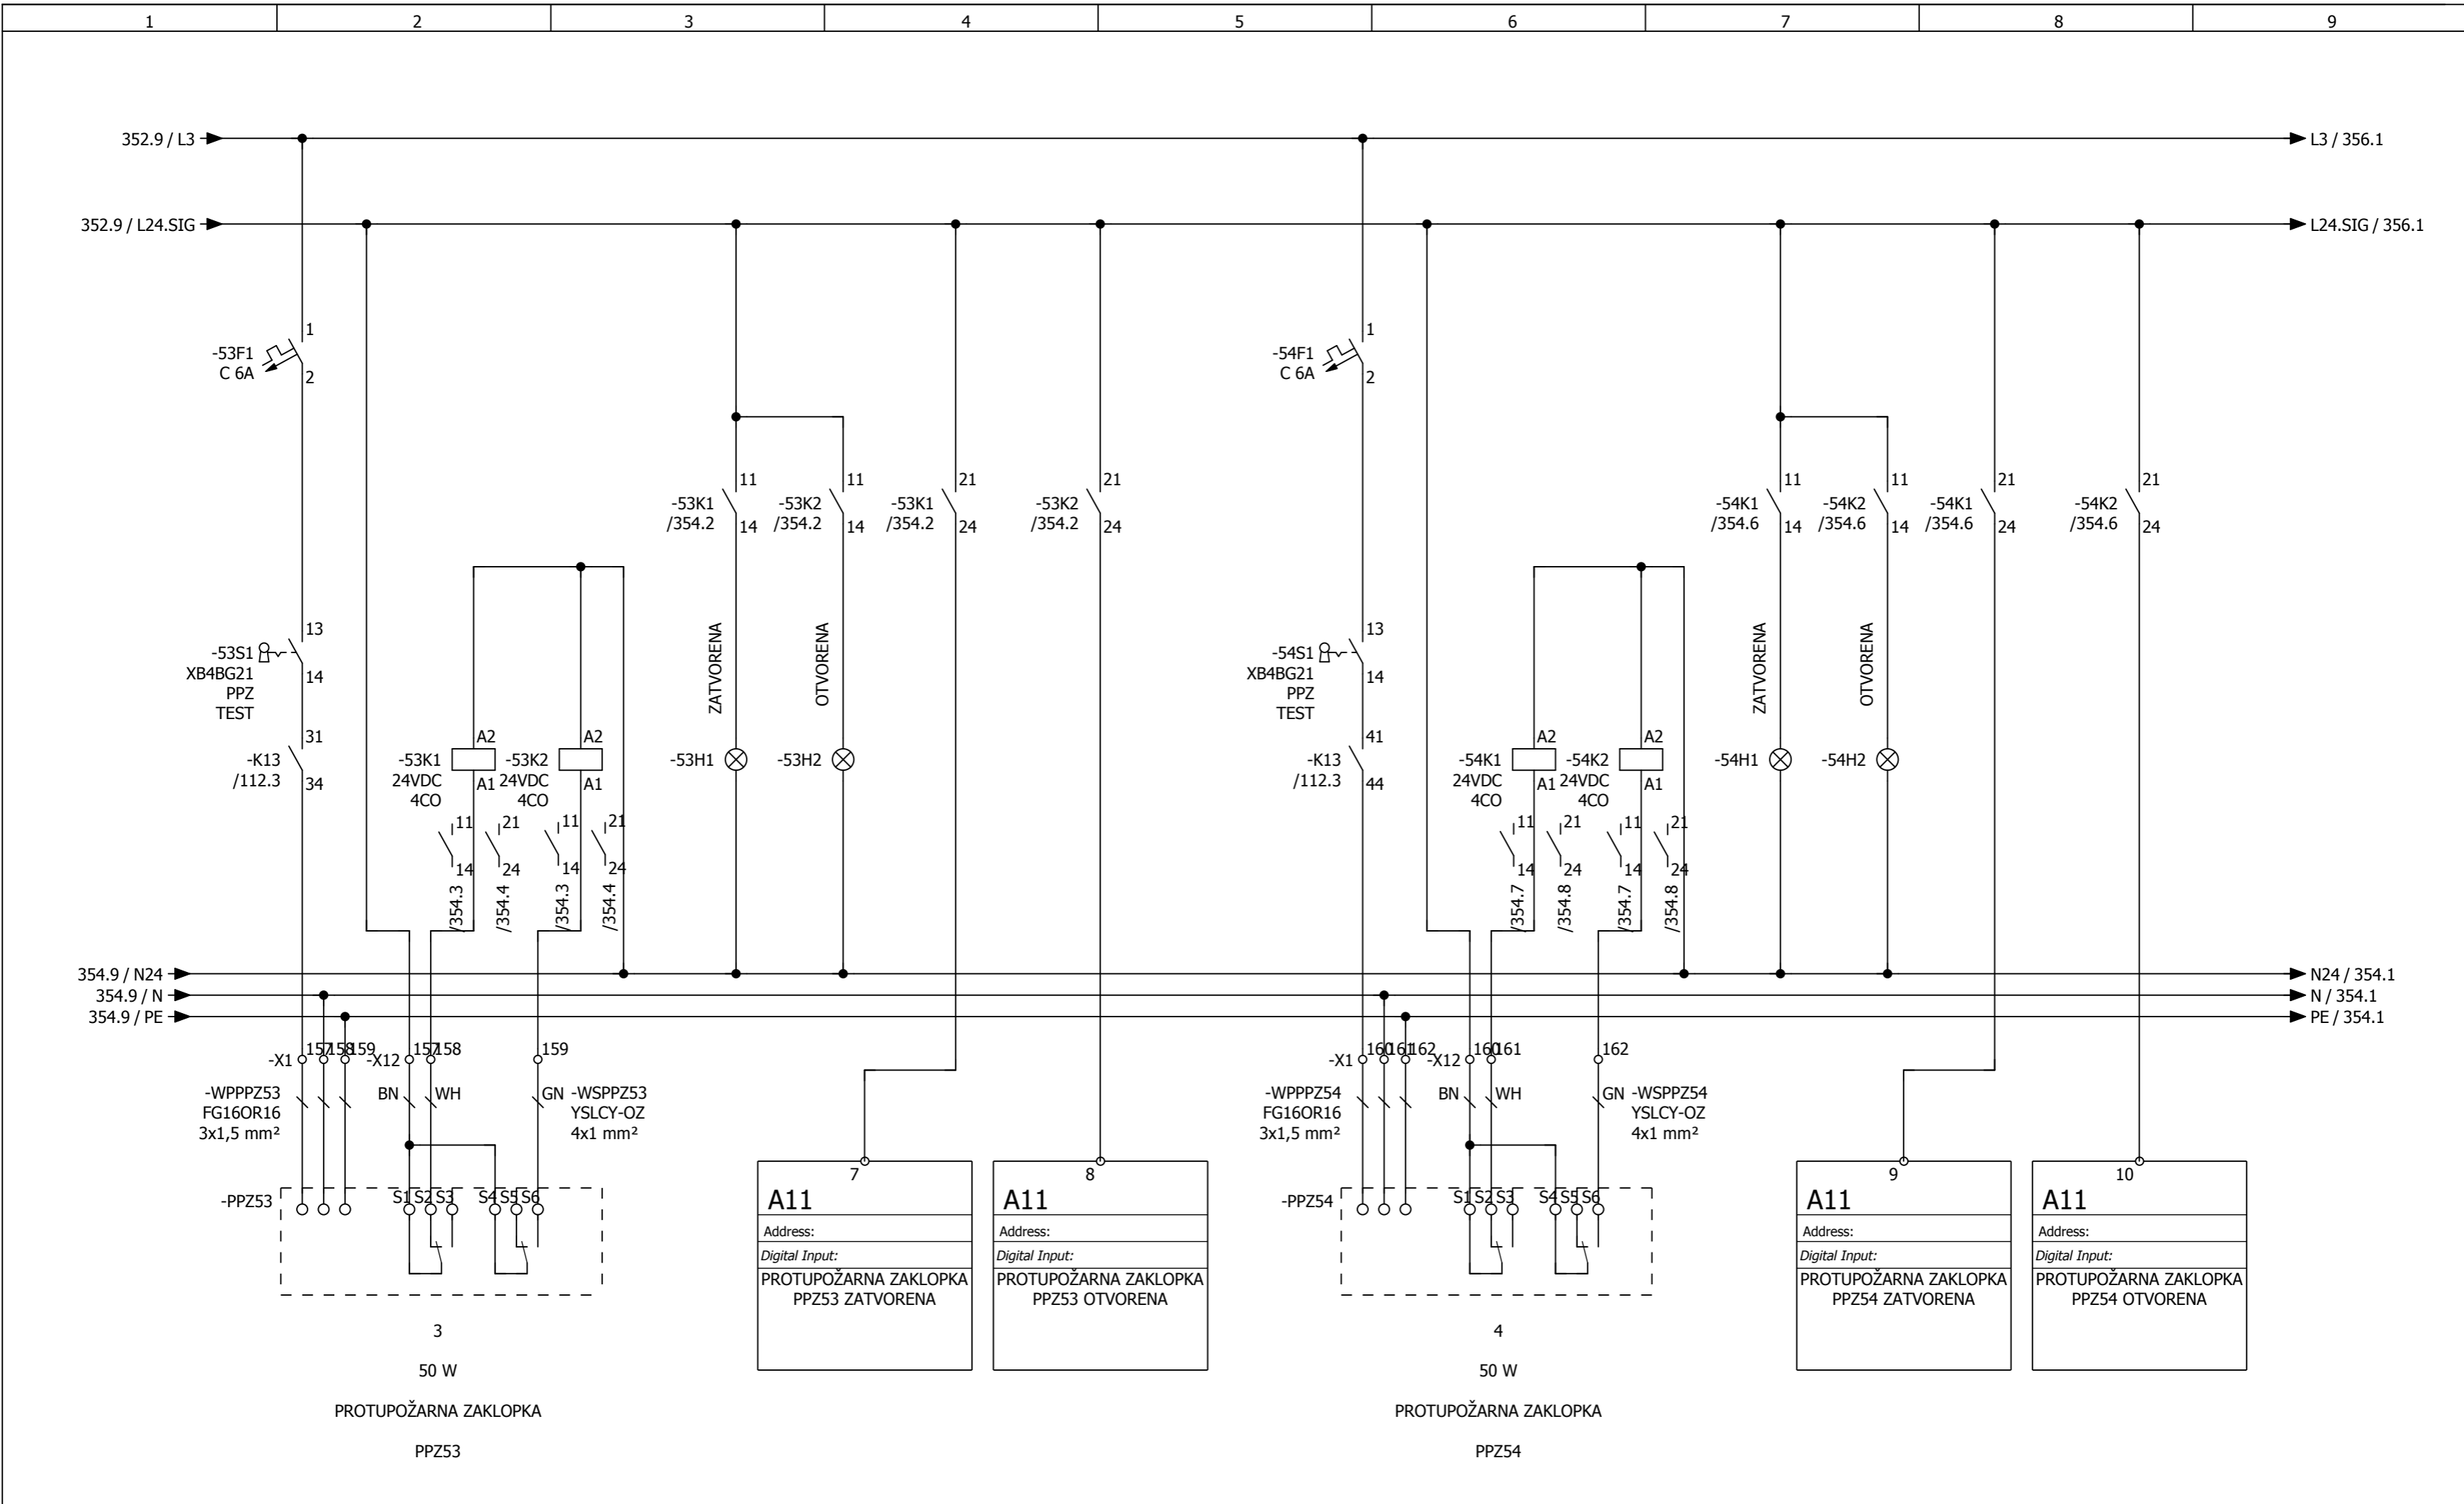 1 2 3 4 5 6 7 8 9
352.9 / L3
L3 / 356.1
352.9 / L24.SIG
L24.SIG / 356.1
1
-53F1
C 6A
2
1
-54F1
C 6A
2
11
-53K1
/354.2
14
11
-53K2
/354.2
14
21
-53K1
/354.2
24
21
-53K2
/354.2
24
11
-54K1
/354.6
14
11
-54K2
/354.6
14
21
-54K1
/354.6
24
21
-54K2
/354.6
24
13
-53S1
XB4BG21
14
PPZ
TEST
31
-K13
/112.3
34
A2
-53K1
24VDC
A1
4CO
11
14
/354.3
21
24
/354.4
A2
-53K2
24VDC
A1
4CO
11
14
/354.3
21
24
/354.4
ZATVORENA
-53H1
OTVORENA
-53H2
13
-54S1
XB4BG21
14
PPZ
TEST
41
-K13
/112.3
44
A2
-54K1
24VDC
A1
4CO
11
14
/354.7
21
24
/354.8
A2
-54K2
24VDC
A1
4CO
11
14
/354.7
21
24
/354.8
ZATVORENA
-54H1
OTVORENA
-54H2
354.9 / N24
N24 / 354.1
354.9 / N
N / 354.1
354.9 / PE
PE / 354.1
-X1 157 158 159
-X12 157 158 159
-WPPPZ53
FG16OR16
3x1,5 mm²
BN WH GN
-WSPPZ53
YSLCY-OZ
4x1 mm²
-PPZ53
S1 S2 S3 S4 S5 S6
3
50 W
PROTUPOŽARNA ZAKLOPKA
PPZ53
7
A11
Address:
Digital Input:
PROTUPOŽARNA ZAKLOPKA
PPZ53 ZATVORENA
8
A11
Address:
Digital Input:
PROTUPOŽARNA ZAKLOPKA
PPZ53 OTVORENA
-X1 160 161 162
-X12 160 161 162
-WPPPZ54
FG16OR16
3x1,5 mm²
BN WH GN
-WSPPZ54
YSLCY-OZ
4x1 mm²
-PPZ54
S1 S2 S3 S4 S5 S6
4
50 W
PROTUPOŽARNA ZAKLOPKA
PPZ54
9
A11
Address:
Digital Input:
PROTUPOŽARNA ZAKLOPKA
PPZ54 ZATVORENA
10
A11
Address:
Digital Input:
PROTUPOŽARNA ZAKLOPKA
PPZ54 OTVORENA